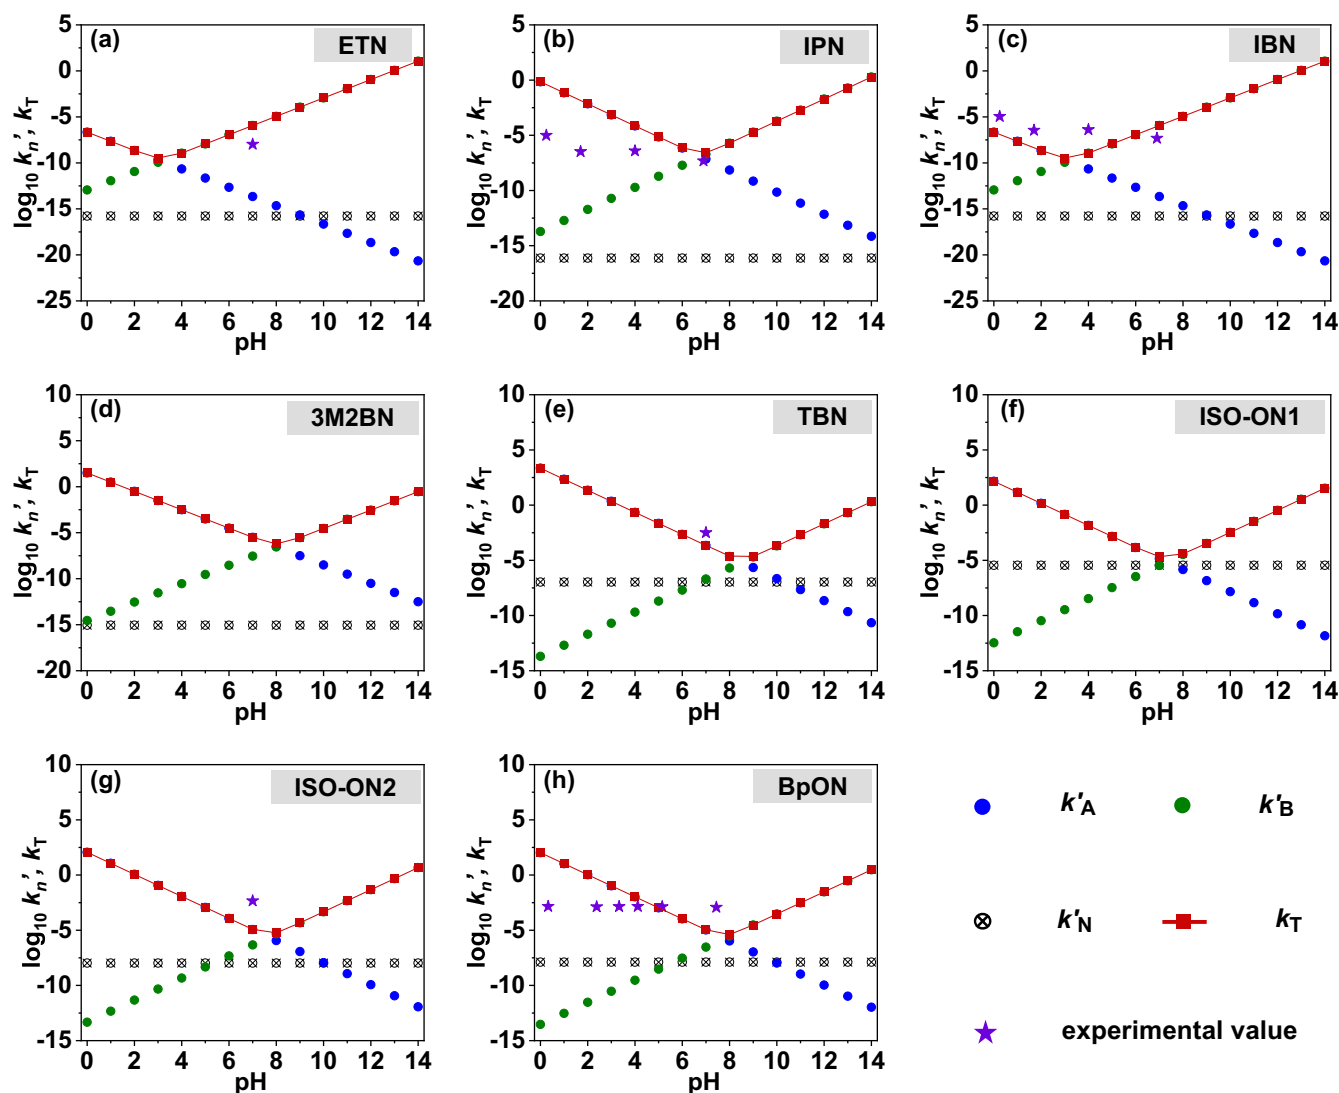 (a) ETN
5
0
-5
-10
-15
-20
-25
log10 kn', kT
0 2 4 6 8 10 12 14
pH
(b) IPN
5
0
-5
-10
-15
-20
log10 kn', kT
0 2 4 6 8 10 12 14
pH
(c) IBN
5
0
-5
-10
-15
-20
-25
log10 kn', kT
0 2 4 6 8 10 12 14
pH
(d) 3M2BN
10
5
0
-5
-10
-15
-20
log10 kn', kT
0 2 4 6 8 10 12 14
pH
(e) TBN
10
5
0
-5
-10
-15
log10 kn', kT
0 2 4 6 8 10 12 14
pH
(f) ISO-ON1
10
5
0
-5
-10
-15
log10 kn', kT
0 2 4 6 8 10 12 14
pH
(g) ISO-ON2
10
5
0
-5
-10
-15
log10 kn', kT
0 2 4 6 8 10 12 14
pH
(h) BpON
10
5
0
-5
-10
-15
log10 kn', kT
0 2 4 6 8 10 12 14
pH
k'A k'B
k'N kT
experimental value